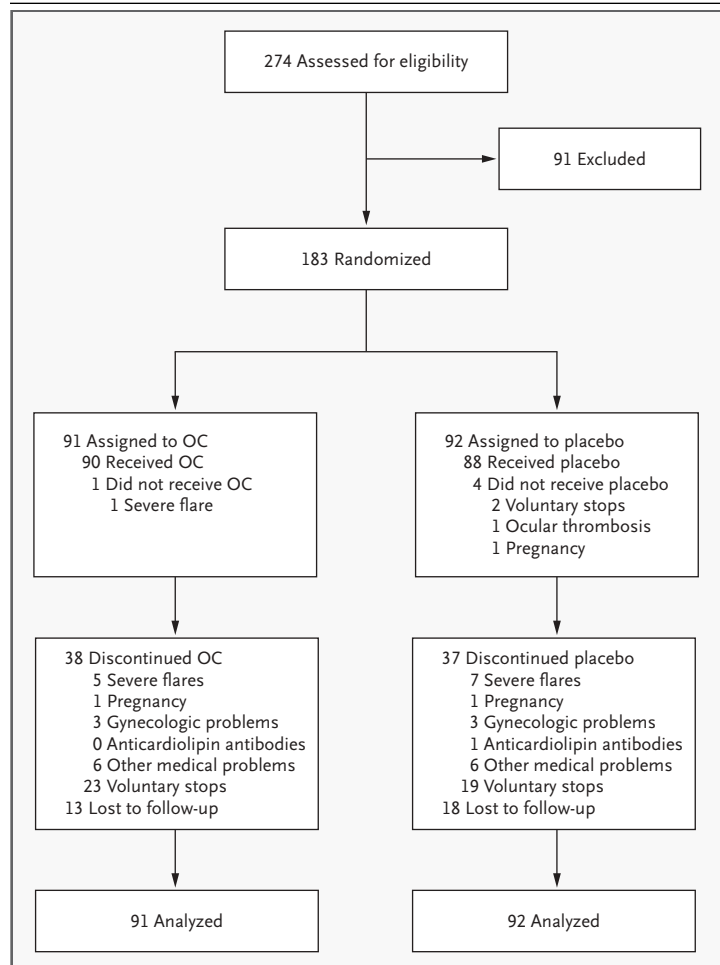 274 Assessed for eligibility
91 Excluded
183 Randomized
91 Assigned to OC
90 Received OC
1 Did not receive OC
1 Severe flare
92 Assigned to placebo
88 Received placebo
4 Did not receive placebo
2 Voluntary stops
1 Ocular thrombosis
1 Pregnancy
38 Discontinued OC
5 Severe flares
1 Pregnancy
3 Gynecologic problems
0 Anticardiolipin antibodies
6 Other medical problems
23 Voluntary stops
13 Lost to follow-up
37 Discontinued placebo
7 Severe flares
1 Pregnancy
3 Gynecologic problems
1 Anticardiolipin antibodies
6 Other medical problems
19 Voluntary stops
18 Lost to follow-up
91 Analyzed
92 Analyzed